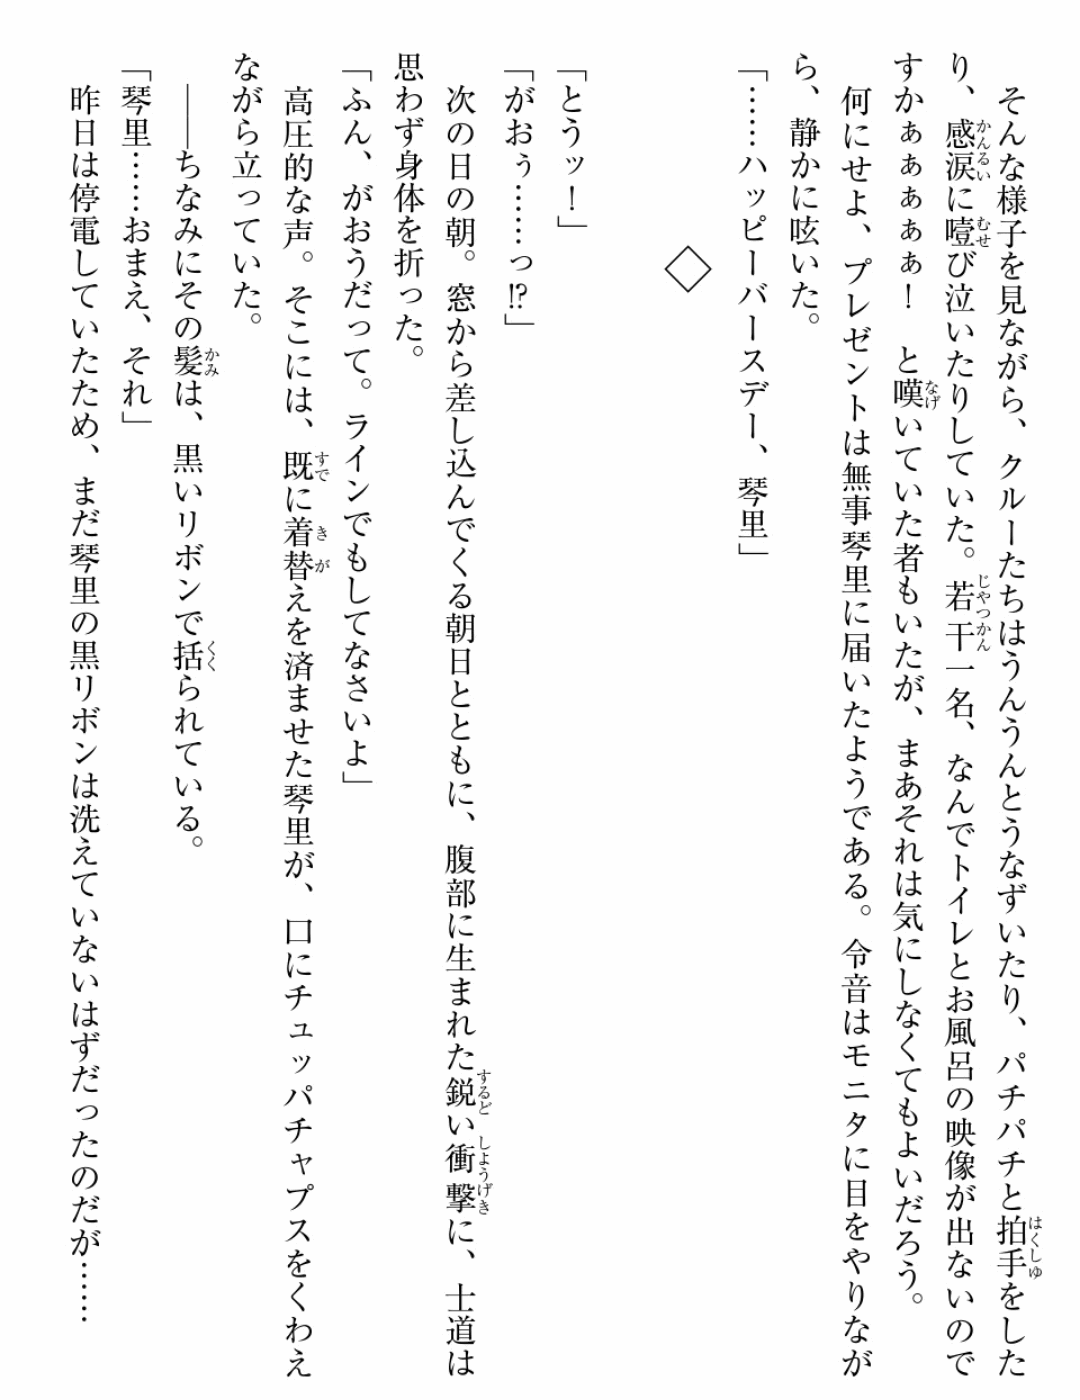 そんな様子を見ながら、クルーたちはうんうんとうなずいたり、パチパチと拍手をした
り、感涙に噎び泣いたりしていた。若干一名、なんでトイレとお風呂の映像が出ないので
すかぁぁぁぁぁ！　と嘆いていた者もいたが、まあそれは気にしなくてもよいだろう。
　何にせよ、プレゼントは無事琴里に届いたようである。令音はモニタに目をやりなが
ら、静かに呟いた。
「……ハッピーバースデー、琴里」
◇
「とうッ！」
「がおぅ……っ⁉」
　次の日の朝。窓から差し込んでくる朝日とともに、腹部に生まれた鋭い衝撃に、士道は
思わず身体を折った。
「ふん、がおうだって。ラインでもしてなさいよ」
　高圧的な声。そこには、既に着替えを済ませた琴里が、口にチュッパチャプスをくわえ
ながら立っていた。
　――ちなみにその髪は、黒いリボンで括られている。
「琴里……おまえ、それ」
　昨日は停電していたため、まだ琴里の黒リボンは洗えていないはずだったのだが……